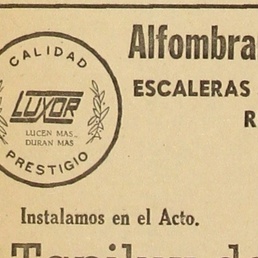 CALIDAD
LUXOR
LUCEN MAS
DURAN MAS
PRESTIGIO
Alfombra
ESCALERAS
R
Instalamos en el Acto.